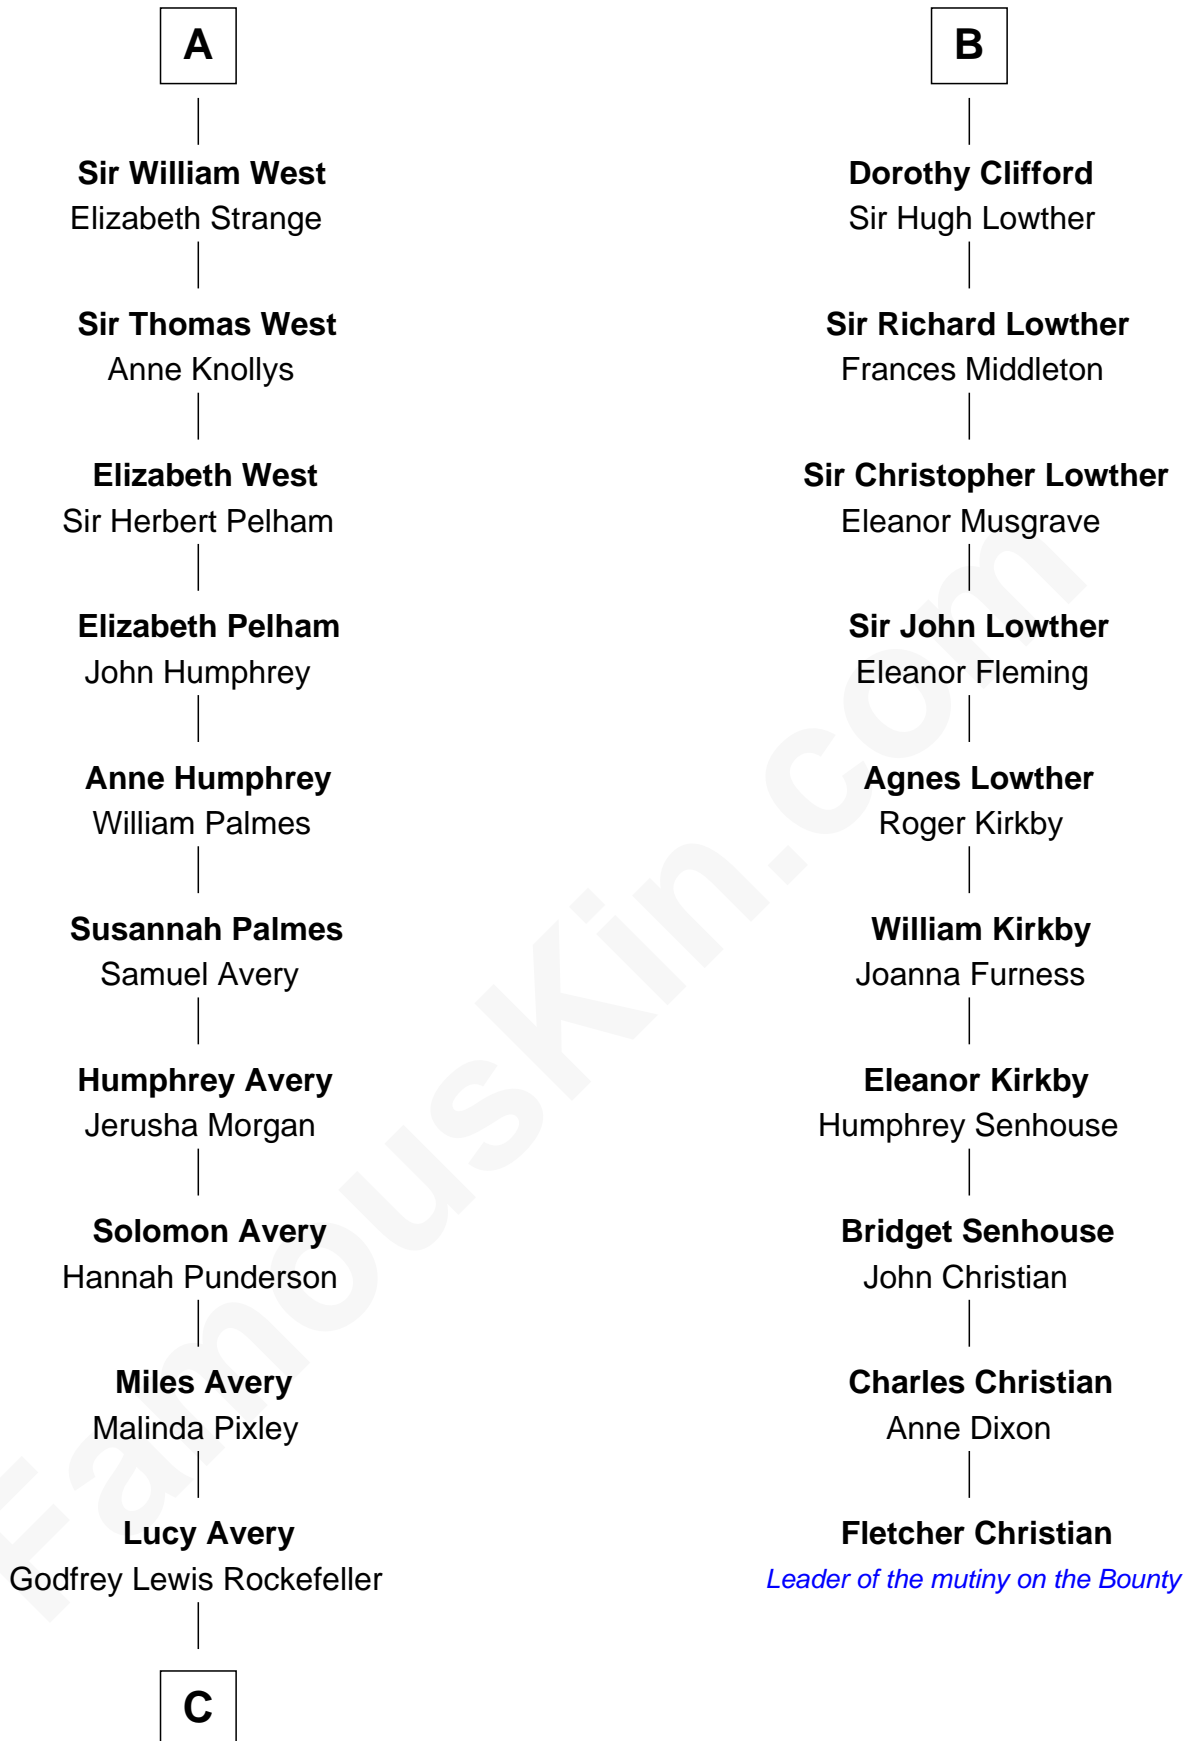 A
Sir William West
Elizabeth Strange
Sir Thomas West
Anne Knollys
Elizabeth West
Sir Herbert Pelham
Elizabeth Pelham
John Humphrey
Anne Humphrey
William Palmes
Susannah Palmes
Samuel Avery
Humphrey Avery
Jerusha Morgan
Solomon Avery
Hannah Punderson
Miles Avery
Malinda Pixley
Lucy Avery
Godfrey Lewis Rockefeller
C
B
Dorothy Clifford
Sir Hugh Lowther
Sir Richard Lowther
Frances Middleton
Sir Christopher Lowther
Eleanor Musgrave
Sir John Lowther
Eleanor Fleming
Agnes Lowther
Roger Kirkby
William Kirkby
Joanna Furness
Eleanor Kirkby
Humphrey Senhouse
Bridget Senhouse
John Christian
Charles Christian
Anne Dixon
Fletcher Christian
Leader of the mutiny on the Bounty
FamousKin.com